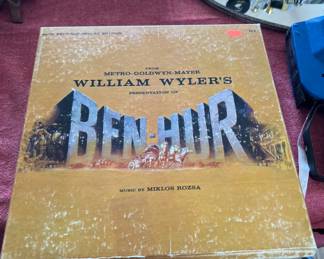 FROM
METRO-GOLDWYN-MAYER
WILLIAM WYLER'S
PRESENTATION OF
BEN-HUR
MUSIC BY MIKLOS ROZSA